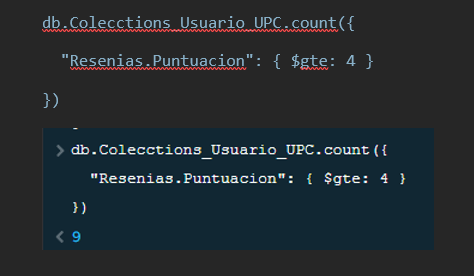 db.Colecctions_Usuario_UPC.count({
"Resenias.Puntuacion": { $gte: 4 }
})
> db.Colecctions_Usuario_UPC.count({
"Resenias.Puntuacion": { $gte: 4 }
})
< 9